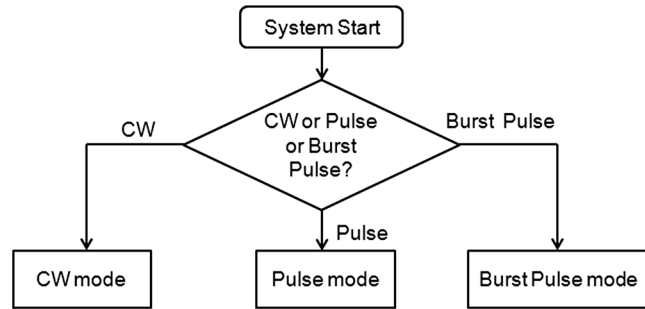 System Start
CW or Pulse
or Burst
Pulse?
CW
Burst Pulse
Pulse
CW mode
Pulse mode
Burst Pulse mode